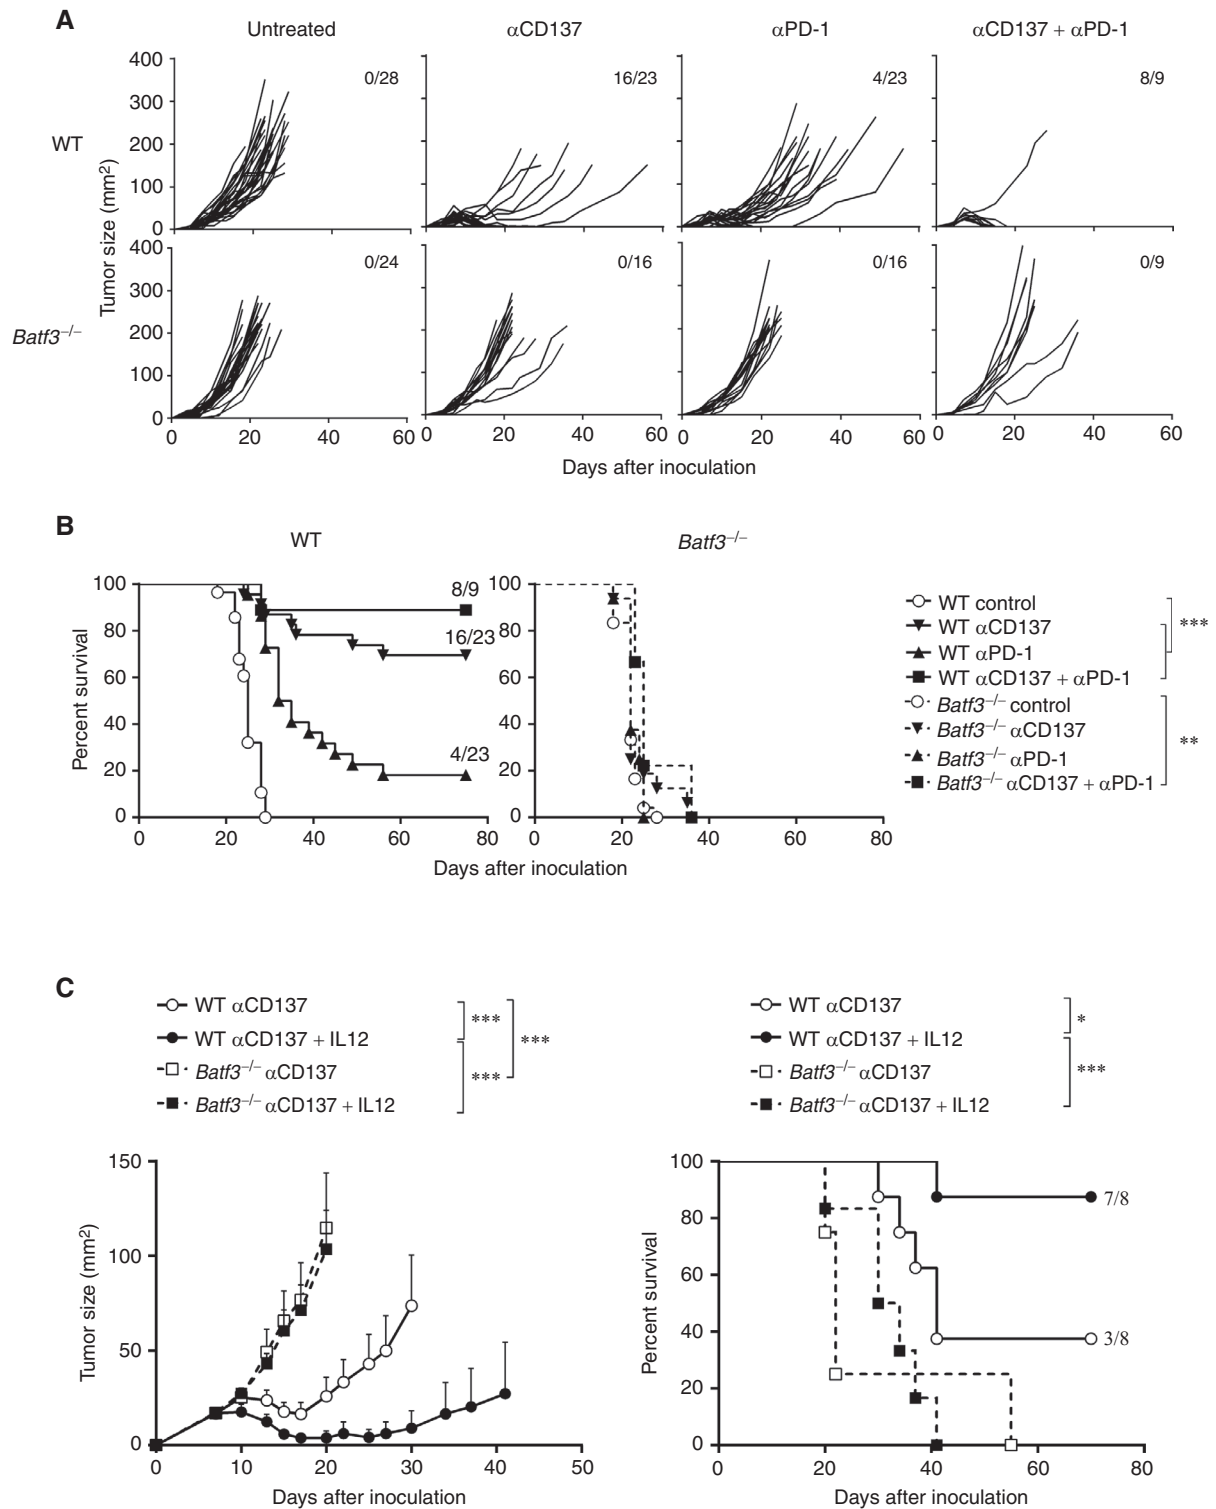 A
Untreated αCD137 αPD-1 αCD137 + αPD-1
WT
Tumor size (mm2)
400
300
200
100
0
0/28 16/23 4/23 8/9
Batf3–/–
400
300
200
100
0
0/24 0/16 0/16 0/9
0 20 40 60 0 20 40 60 0 20 40 60 0 20 40 60
Days after inoculation
B
WT Batf3–/–
Percent survival
100
80
60
40
20
0
8/9
16/23
4/23
0 20 40 60 80
100
80
60
40
20
0
0 20 40 60 80
Days after inoculation
WT control
WT αCD137
WT αPD-1
WT αCD137 + αPD-1
***
Batf3–/– control
Batf3–/– αCD137
Batf3–/– αPD-1
Batf3–/– αCD137 + αPD-1
**
C
WT αCD137
WT αCD137 + IL12
Batf3–/– αCD137
Batf3–/– αCD137 + IL12
***
***
***
Tumor size (mm2)
150
100
50
0
0 10 20 30 40 50
Days after inoculation
WT αCD137
WT αCD137 + IL12
Batf3–/– αCD137
Batf3–/– αCD137 + IL12
*
***
Percent survival
100
80
60
40
20
0
7/8
3/8
0 20 40 60 80
Days after inoculation